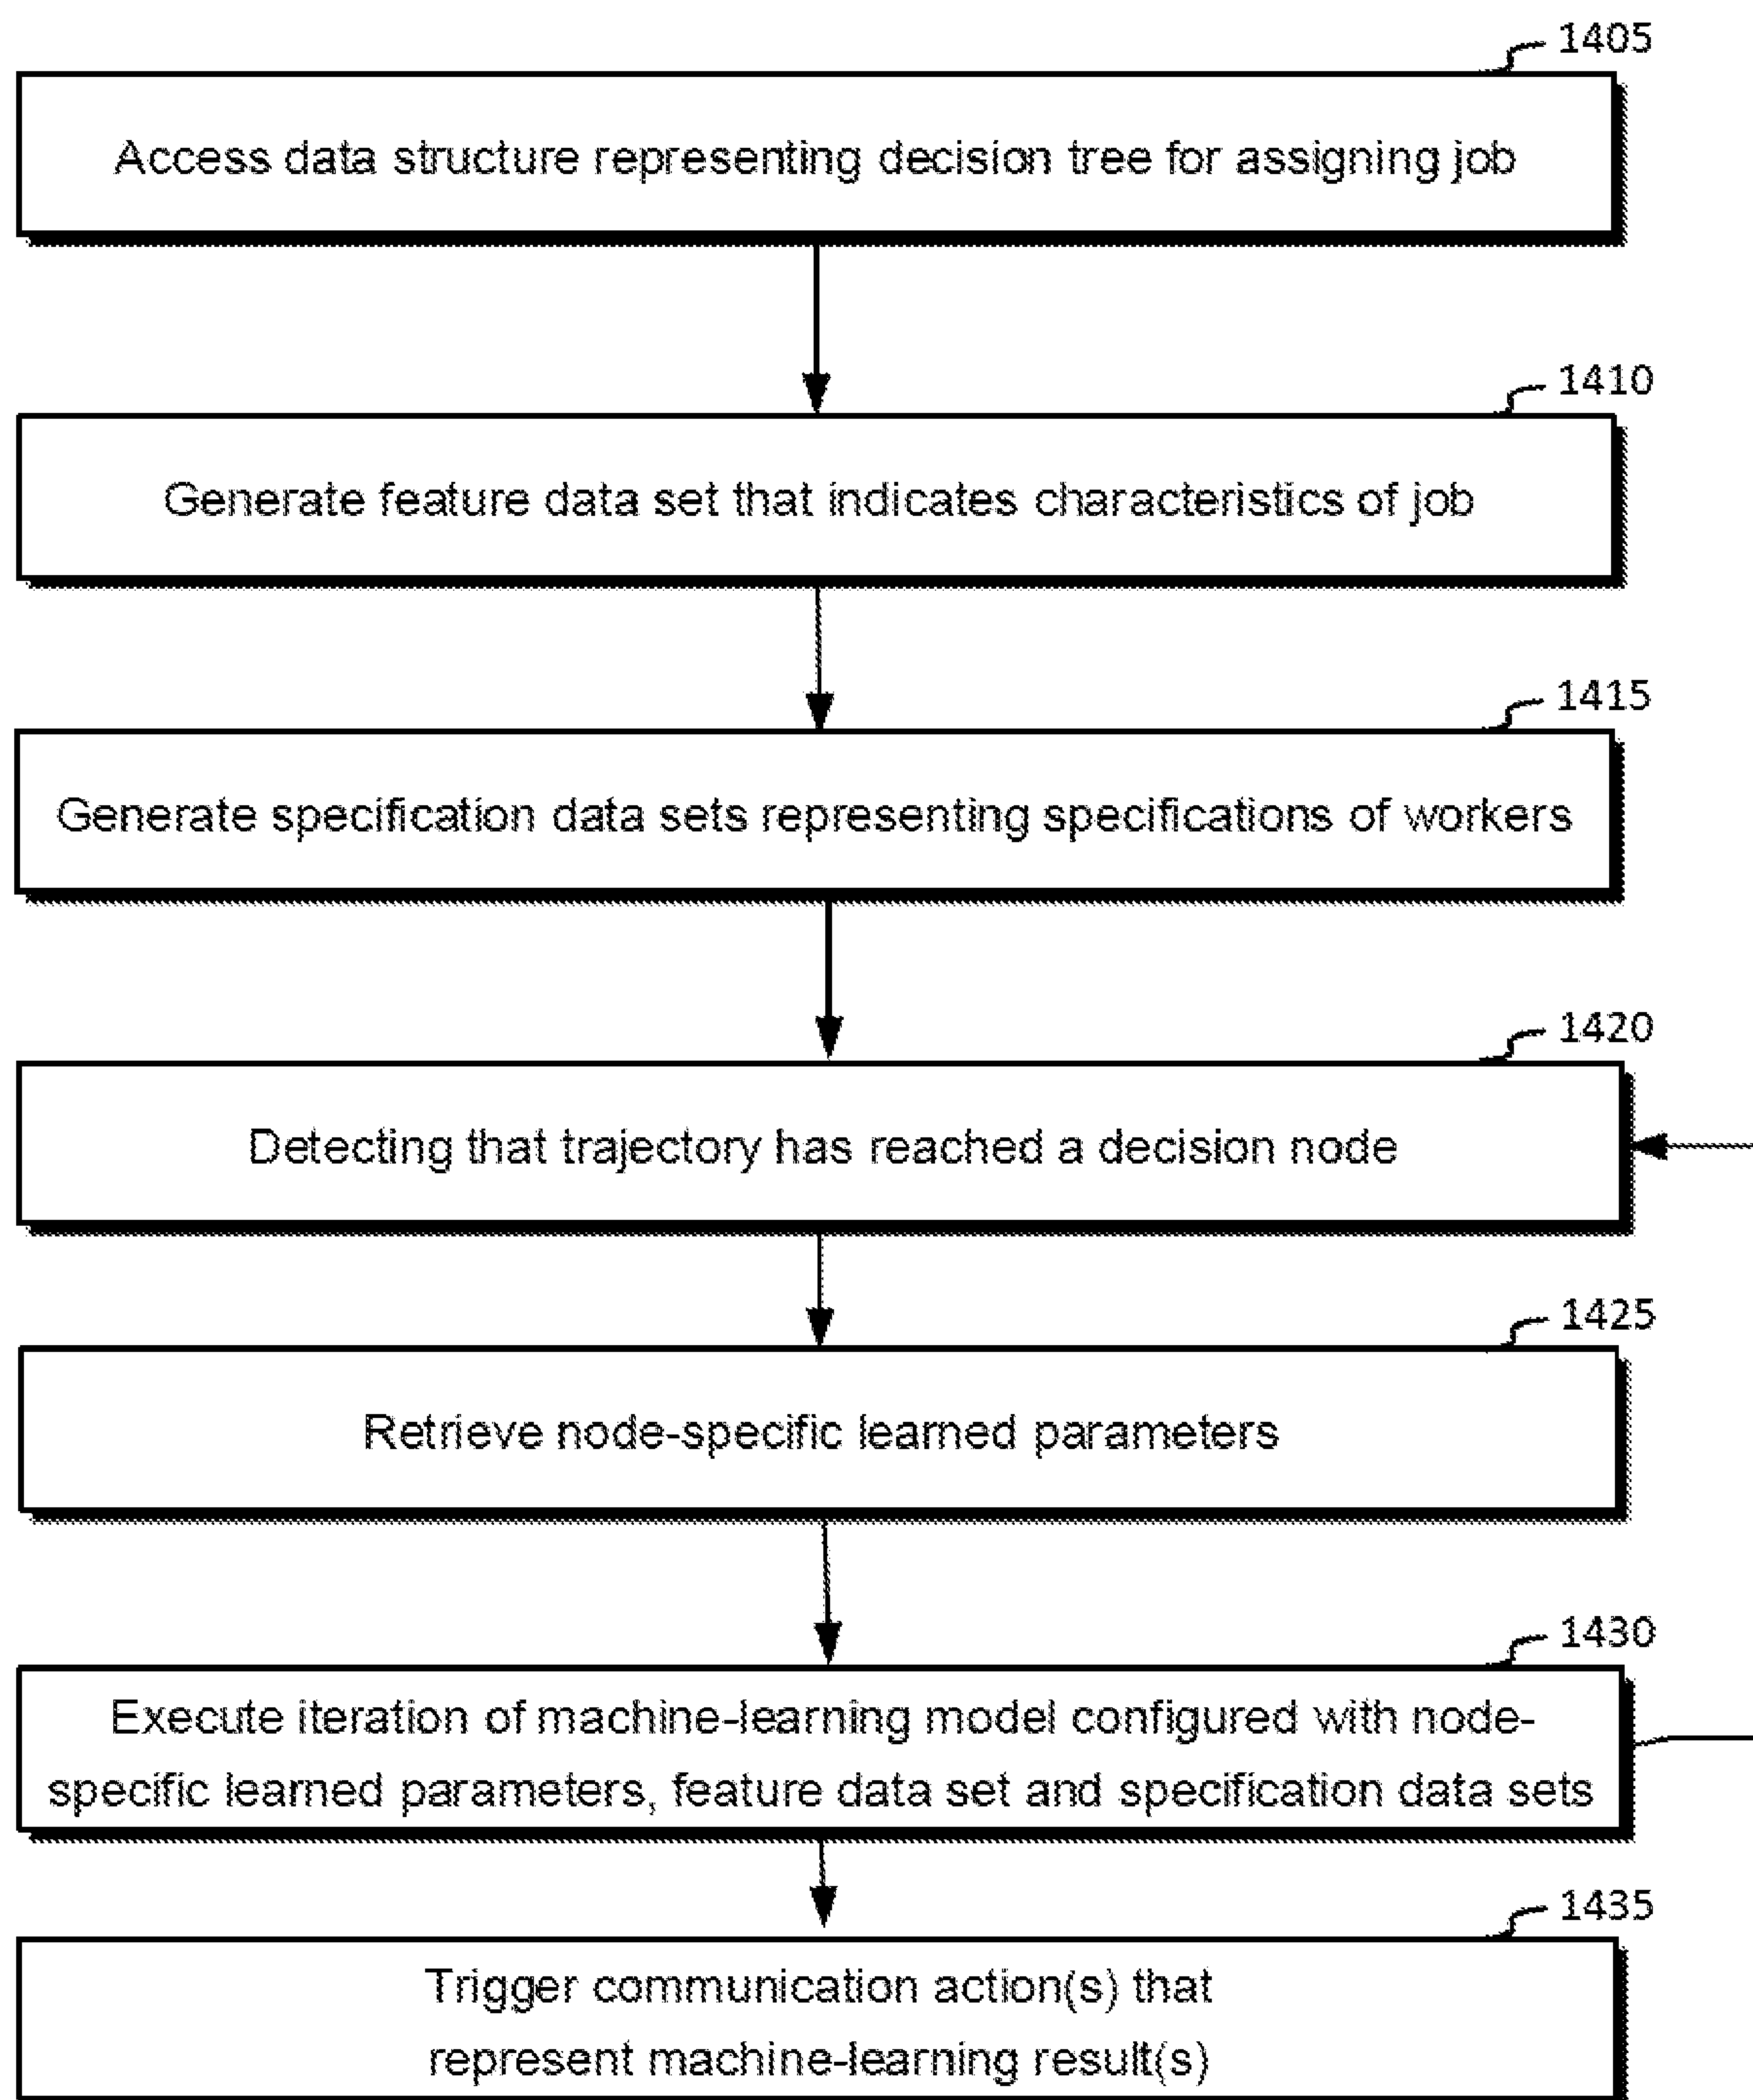 1405
Access data structure representing decision tree for assigning job
1410
Generate feature data set that indicates characteristics of job
1415
Generate specification data sets representing specifications of workers
1420
Detecting that trajectory has reached a decision node
1425
Retrieve node-specific learned parameters
1430
Execute iteration of machine-learning model configured with node-
specific learned parameters, feature data set and specification data sets
1435
Trigger communication action(s) that
represent machine-learning result(s)